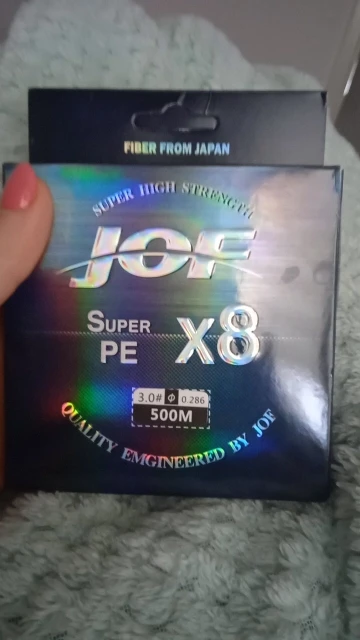 FIBER FROM JAPAN
SUPER HIGH STRENGTH
JOF
SUPER
PE
X8
3.0# Φ 0.286
500M
QUALITY EMGINEERED BY JOF